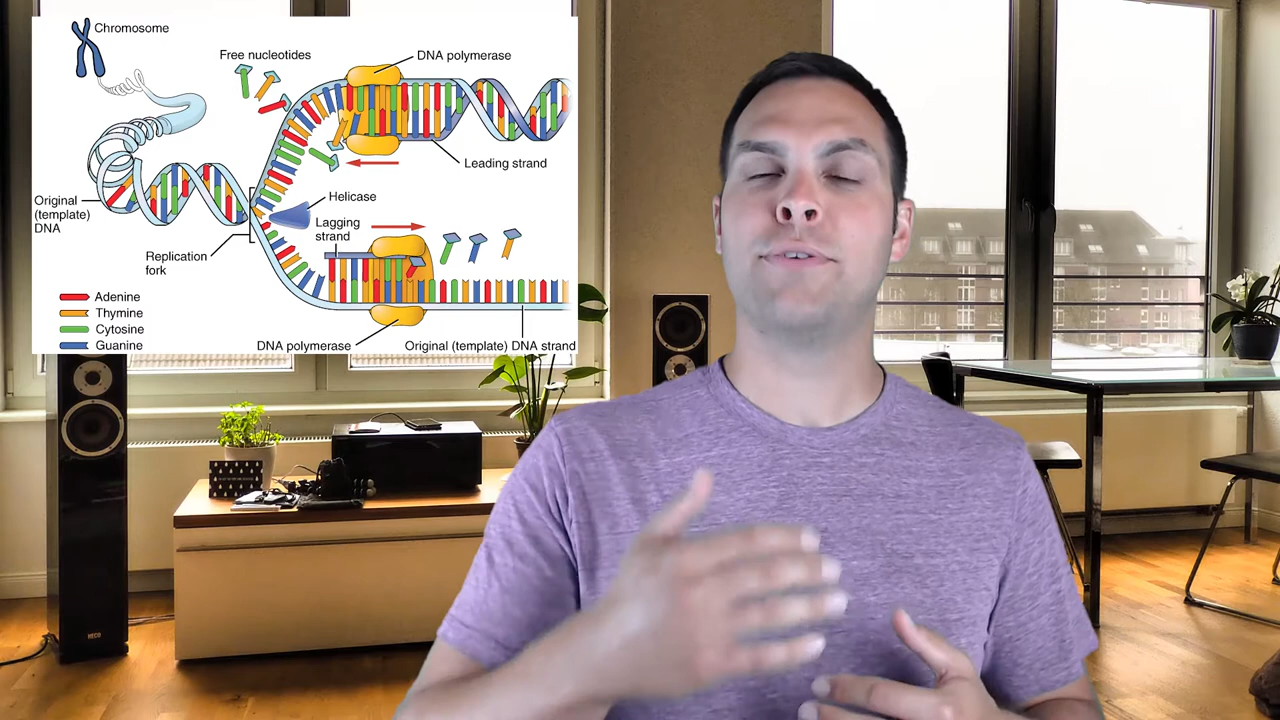 Chromosome
Free nucleotides
DNA polymerase
Leading strand
Helicase
Lagging
strand
Original
(template)
DNA
Replication
fork
Adenine
Thymine
Cytosine
Guanine
DNA polymerase
Original (template) DNA strand